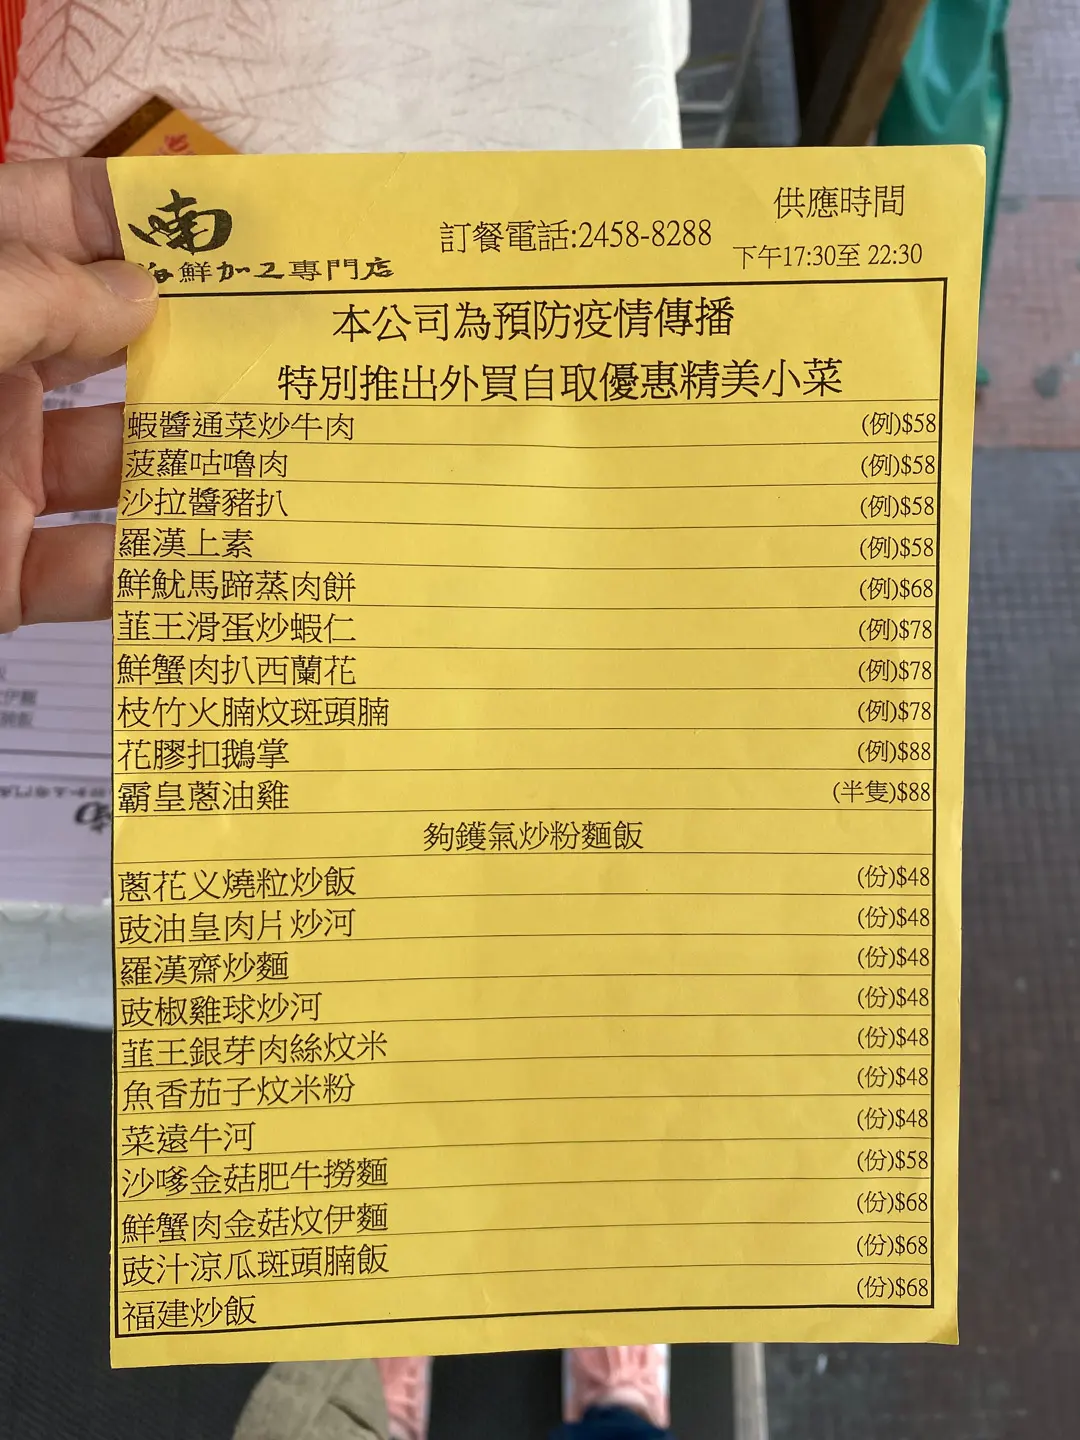 南
海鮮加工專門店
訂餐電話:2458-8288
供應時間
下午17:30至 22:30
本公司為預防疫情傳播
特別推出外買自取優惠精美小菜
蝦醬通菜炒牛肉 (例)$58
菠蘿咕嚕肉 (例)$58
沙拉醬豬扒 (例)$58
羅漢上素 (例)$58
鮮魷馬蹄蒸肉餅 (例)$68
韮王滑蛋炒蝦仁 (例)$78
鮮蟹肉扒西蘭花 (例)$78
枝竹火腩炆斑頭腩 (例)$78
花膠扣鵝掌 (例)$88
霸皇蔥油雞 (半隻)$88
夠鑊氣炒粉麵飯
蔥花义燒粒炒飯 (份)$48
豉油皇肉片炒河 (份)$48
羅漢齋炒麵 (份)$48
豉椒雞球炒河 (份)$48
韮王銀芽肉絲炆米 (份)$48
魚香茄子炆米粉 (份)$48
菜遠牛河 (份)$48
沙嗲金菇肥牛撈麵 (份)$58
鮮蟹肉金菇炆伊麵 (份)$68
豉汁涼瓜斑頭腩飯 (份)$68
福建炒飯 (份)$68